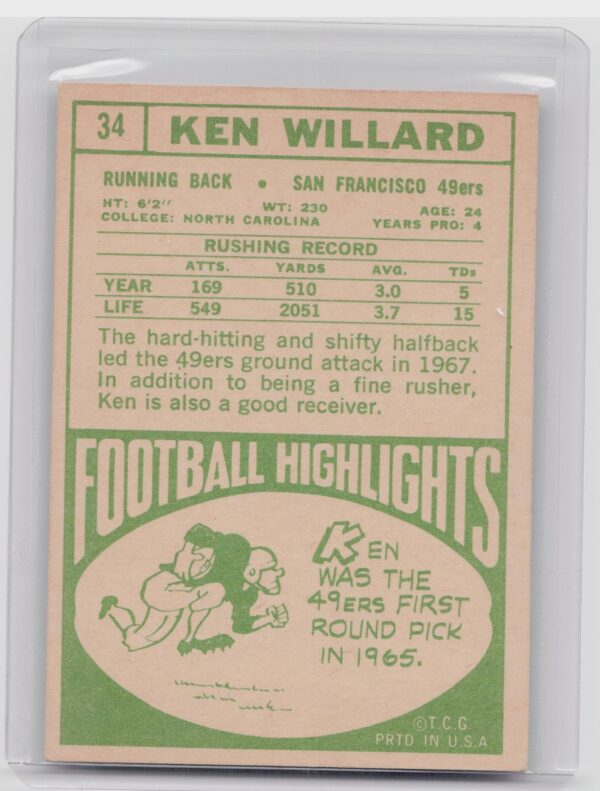 34 KEN WILLARD
RUNNING BACK • SAN FRANCISCO 49ers
HT: 6'2" WT: 230 AGE: 24
COLLEGE: NORTH CAROLINA YEARS PRO: 4
RUSHING RECORD
ATTS. YARDS AVG. TDs
YEAR 169 510 3.0 5
LIFE 549 2051 3.7 15
The hard-hitting and shifty halfback
led the 49ers ground attack in 1967.
In addition to being a fine rusher,
Ken is also a good receiver.
FOOTBALL HIGHLIGHTS
KEN
WAS THE
49ERS FIRST
ROUND PICK
IN 1965.
©T.C.G.
PRTD IN U.S.A